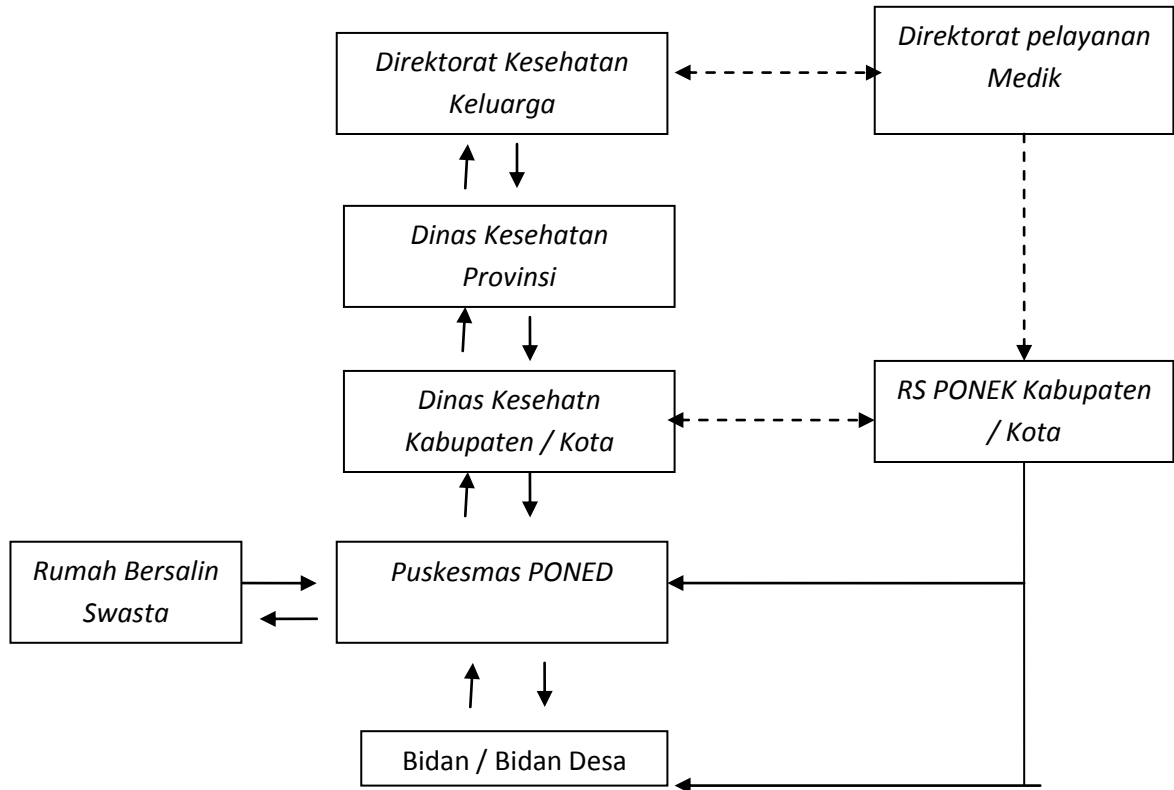 Direktorat Kesehatan
Keluarga
Direktorat pelayanan
Medik
Dinas Kesehatan
Provinsi
Dinas Kesehatn
Kabupaten / Kota
RS PONEK Kabupaten
/ Kota
Rumah Bersalin
Swasta
Puskesmas PONED
Bidan / Bidan Desa